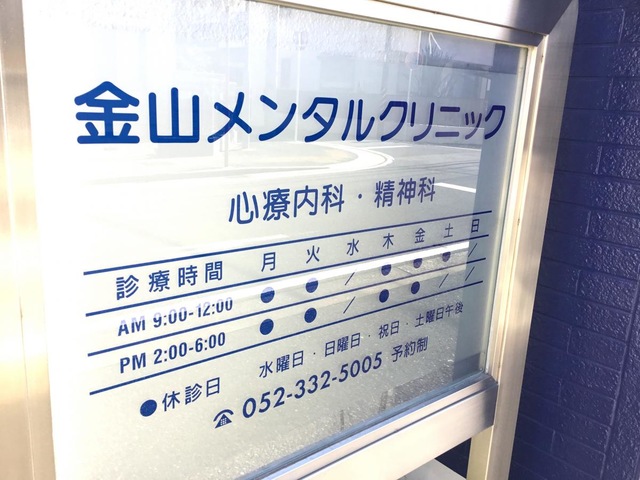 金山メンタルクリニック
心療内科・精神科
診療時間 月 火 水 木 金 土 日
AM 9:00-12:00 ● ● / ● ● ● /
PM 2:00-6:00 ● ● / ● ● / /
●休診日 水曜日・日曜日・祝日・土曜日午後
☎ 052-332-5005 予約制